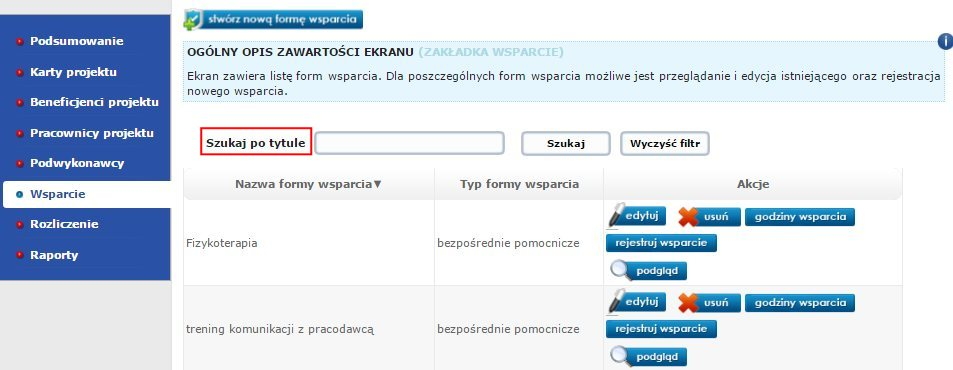 stwórz nową formę wsparcia
Podsumowanie
Karty projektu
Beneficjenci projektu
Pracownicy projektu
Podwykonawcy
Wsparcie
Rozliczenie
Raporty
OGÓLNY OPIS ZAWARTOŚCI EKRANU (ZAKŁADKA WSPARCIE)
i
Ekran zawiera listę form wsparcia. Dla poszczególnych form wsparcia możliwe jest przeglądanie i edycja istniejącego oraz rejestracja
nowego wsparcia.
Szukaj po tytule Szukaj Wyczyść filtr
Nazwa formy wsparcia▼ Typ formy wsparcia Akcje
Fizykoterapia bezpośrednie pomocnicze
edytuj usuń godziny wsparcia
rejestruj wsparcie
podgląd
trening komunikacji z pracodawcą bezpośrednie pomocnicze
edytuj usuń godziny wsparcia
rejestruj wsparcie
podgląd